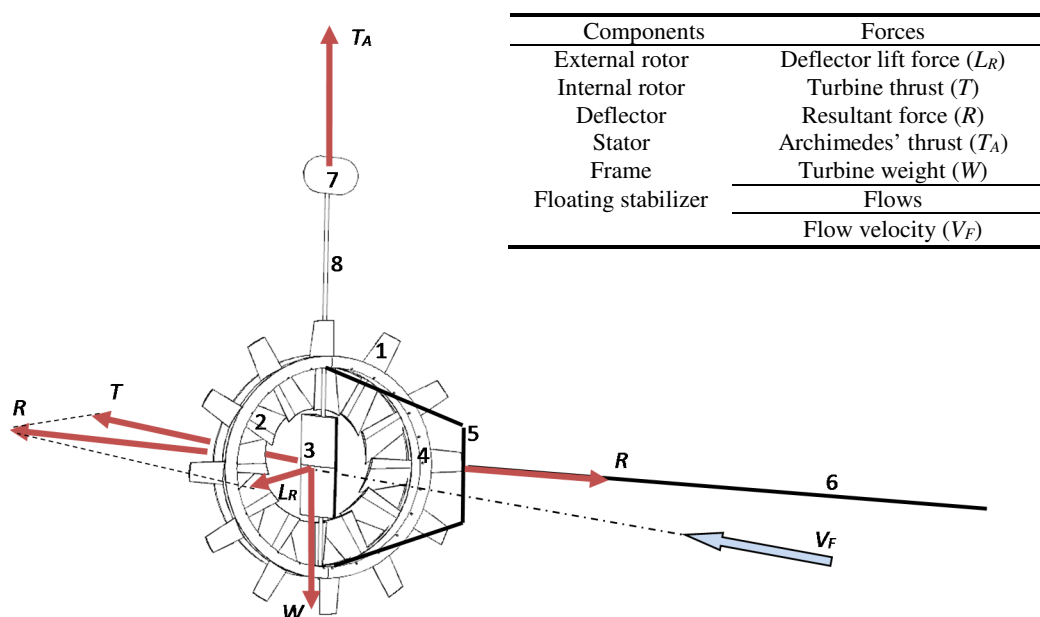 T_A
7
8
1
T
R
2
3
4
5
L_R
R
6
V_F
W
Components Forces
External rotor Deflector lift force (L_R)
Internal rotor Turbine thrust (T)
Deflector Resultant force (R)
Stator Archimedes’ thrust (T_A)
Frame Turbine weight (W)
Floating stabilizer Flows
Flow velocity (V_F)